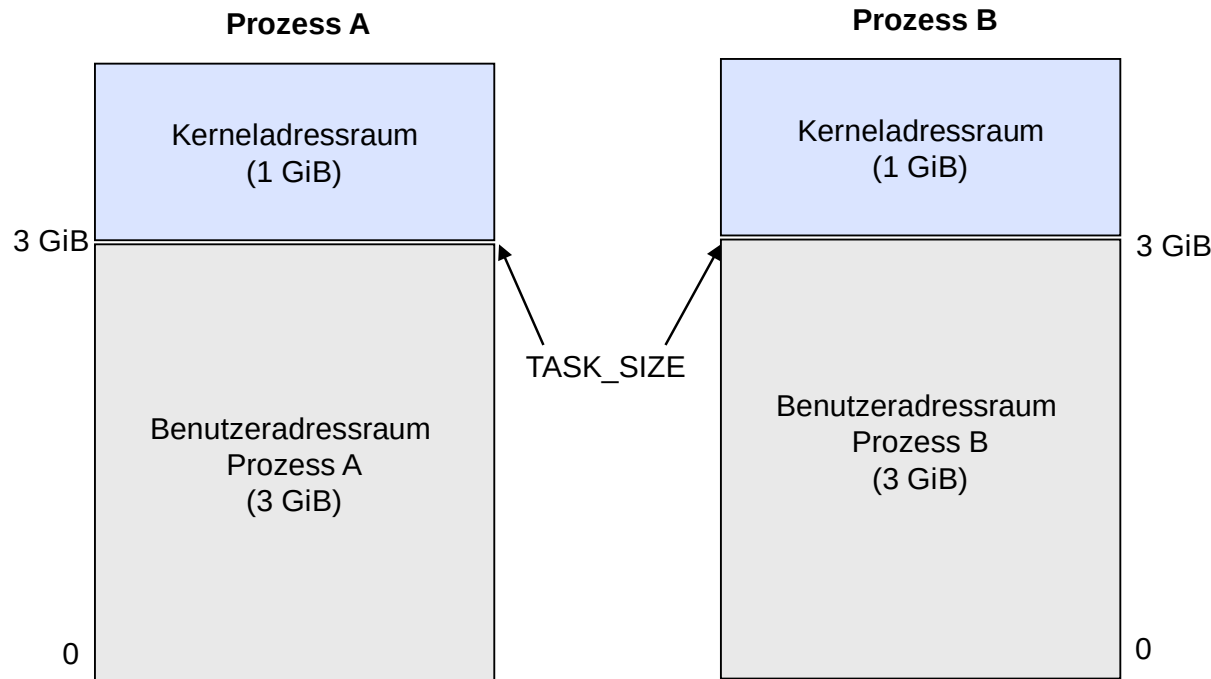 Prozess A
Prozess B
Kerneladressraum
(1 GiB)
Kerneladressraum
(1 GiB)
3 GiB
3 GiB
TASK_SIZE
Benutzeradressraum
Prozess A
(3 GiB)
Benutzeradressraum
Prozess B
(3 GiB)
0
0